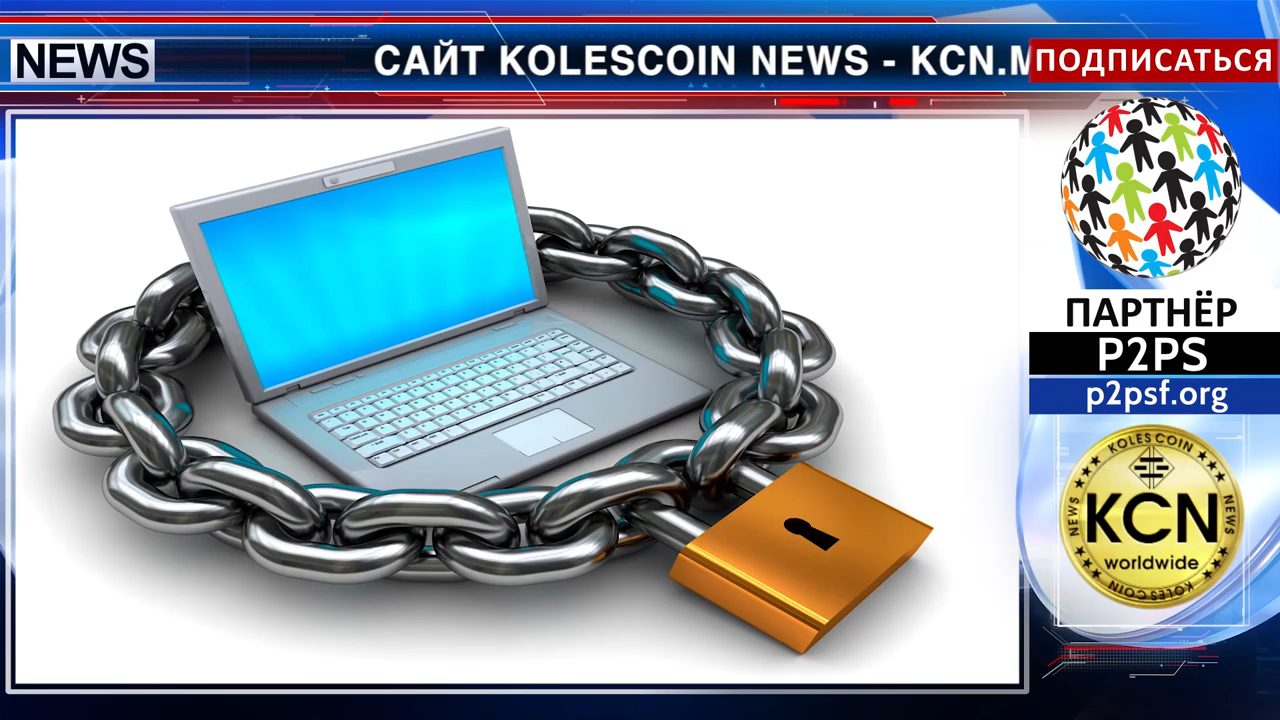 NEWS
САЙТ KOLESCOIN NEWS - KCN.M
ПОДПИСАТЬСЯ
ПАРТНЁР
P2PS
p2psf.org
KOLES COIN
NEWS
KCN
NEWS
worldwide
KOLES COIN